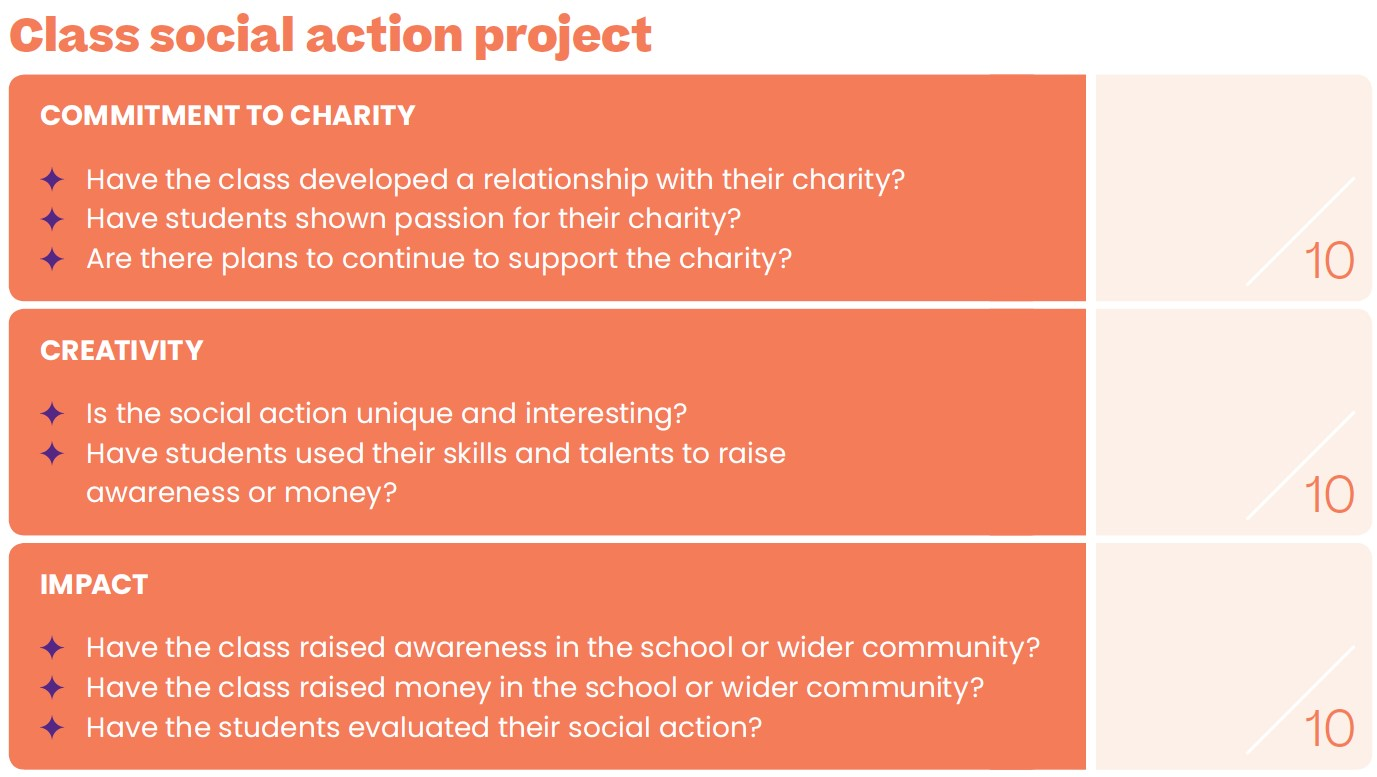 Class social action project
COMMITMENT TO CHARITY
Have the class developed a relationship with their charity?
Have students shown passion for their charity?
Are there plans to continue to support the charity?
10
CREATIVITY
Is the social action unique and interesting?
Have students used their skills and talents to raise
awareness or money?
10
IMPACT
Have the class raised awareness in the school or wider community?
Have the class raised money in the school or wider community?
Have the students evaluated their social action?
10